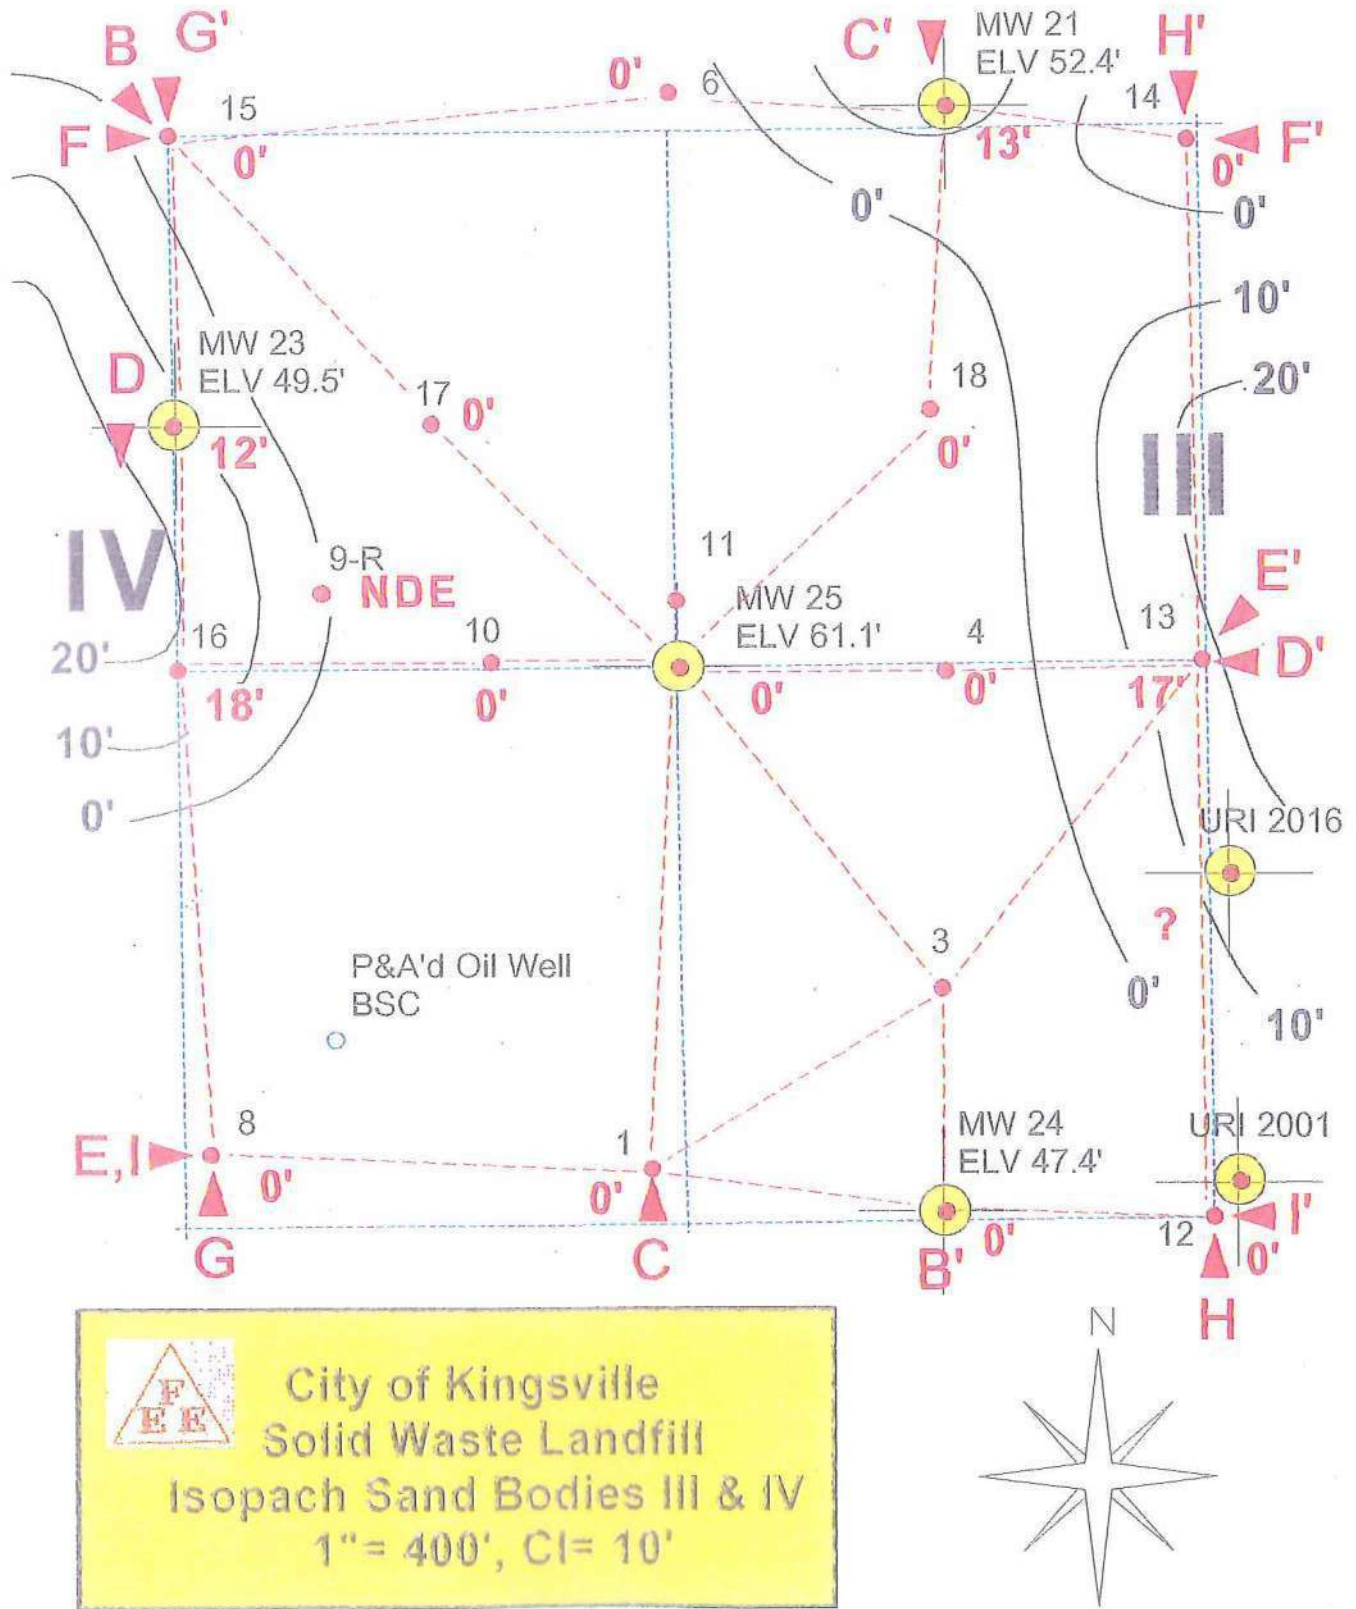 B
G'
C'
MW 21
ELV 52.4'
H'
15
0'
6
14
F
0'
13'
0'
F'
0'
0'
10'
20'
MW 23
ELV 49.5'
D
17
0'
18
12'
0'
III
IV
9-R
NDE
11
MW 25
ELV 61.1'
E'
20'
16
10
4
13
D'
18'
0'
0'
0'
17'
10'
0'
URI 2016
?
3
P&A'd Oil Well
BSC
0'
10'
8
1
MW 24
ELV 47.4'
URI 2001
E,I
0'
0'
0'
12
I'
0'
G
C
B'
H
N
F
E E
City of Kingsville
Solid Waste Landfill
Isopach Sand Bodies III & IV
1"= 400', CI= 10'